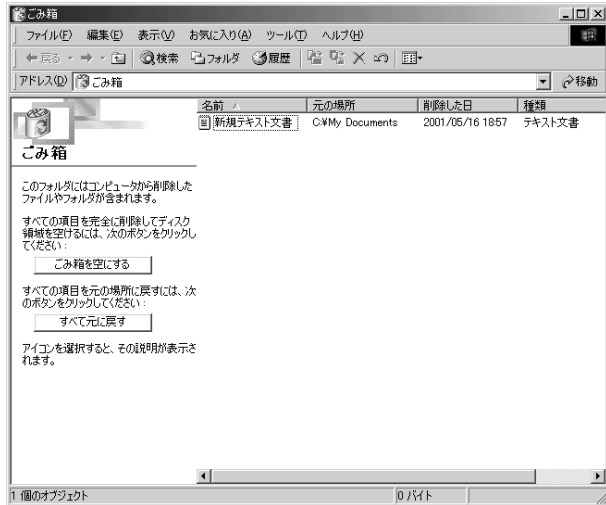 ごみ箱
ファイル(F) 編集(E) 表示(V) お気に入り(A) ツール(T) ヘルプ(H)
戻る 検索 フォルダ 履歴
アドレス(D) ごみ箱 移動
名前 元の場所 削除した日 種類
新規テキスト文書 C:¥My Documents 2001/05/16 18:57 テキスト文書
ごみ箱
このフォルダにはコンピュータから削除した
ファイルやフォルダが含まれます。
すべての項目を完全に削除してディスク
領域を空けるには、次のボタンをクリックし
てください:
ごみ箱を空にする
すべての項目を元の場所に戻すには、次
のボタンをクリックしてください:
すべて元に戻す
アイコンを選択すると、その説明が表示さ
れます。
1 個のオブジェクト 0 バイト